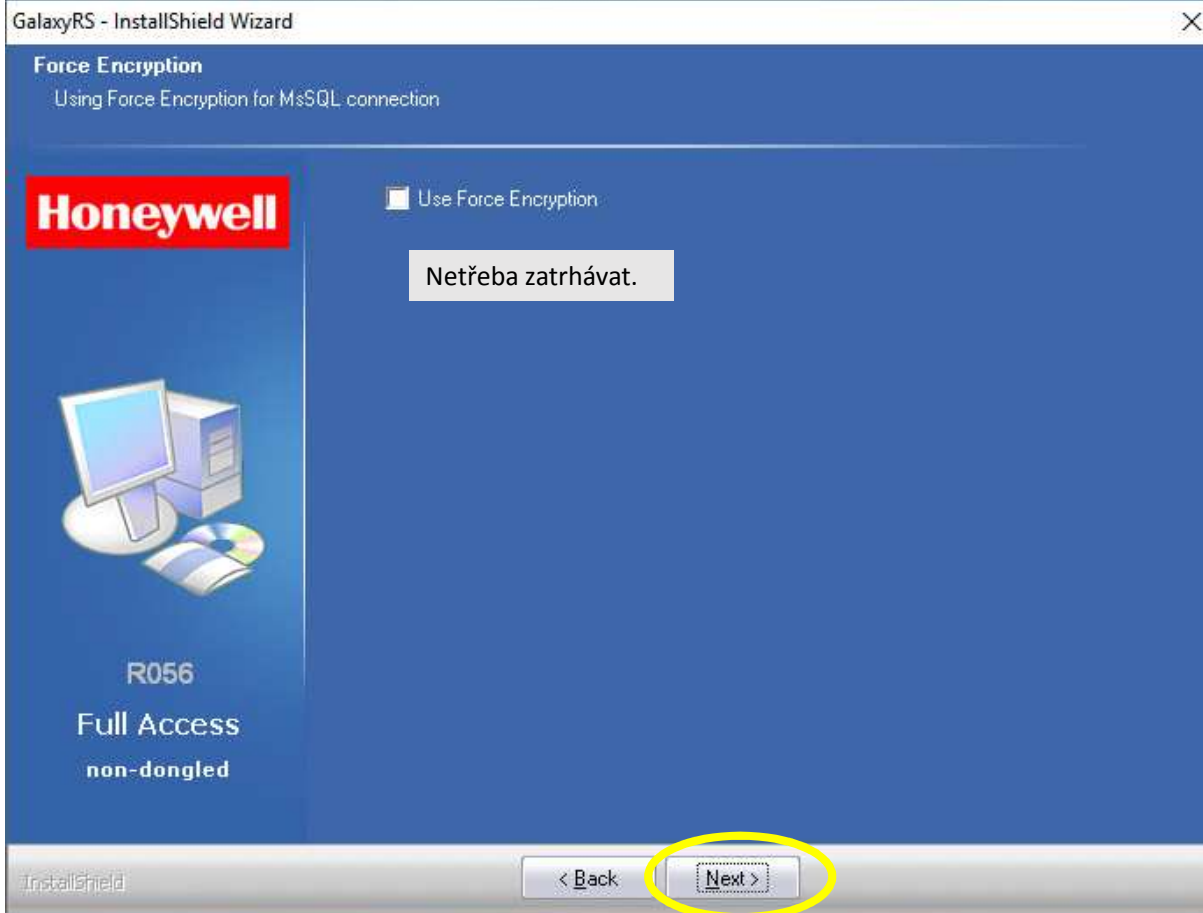 GalaxyRS - InstallShield Wizard
Force Encryption
Using Force Encryption for MsSQL connection
Honeywell
Use Force Encryption
Netřeba zatrhávat.
R056
Full Access
non-dongled
InstallShield
< Back
Next >